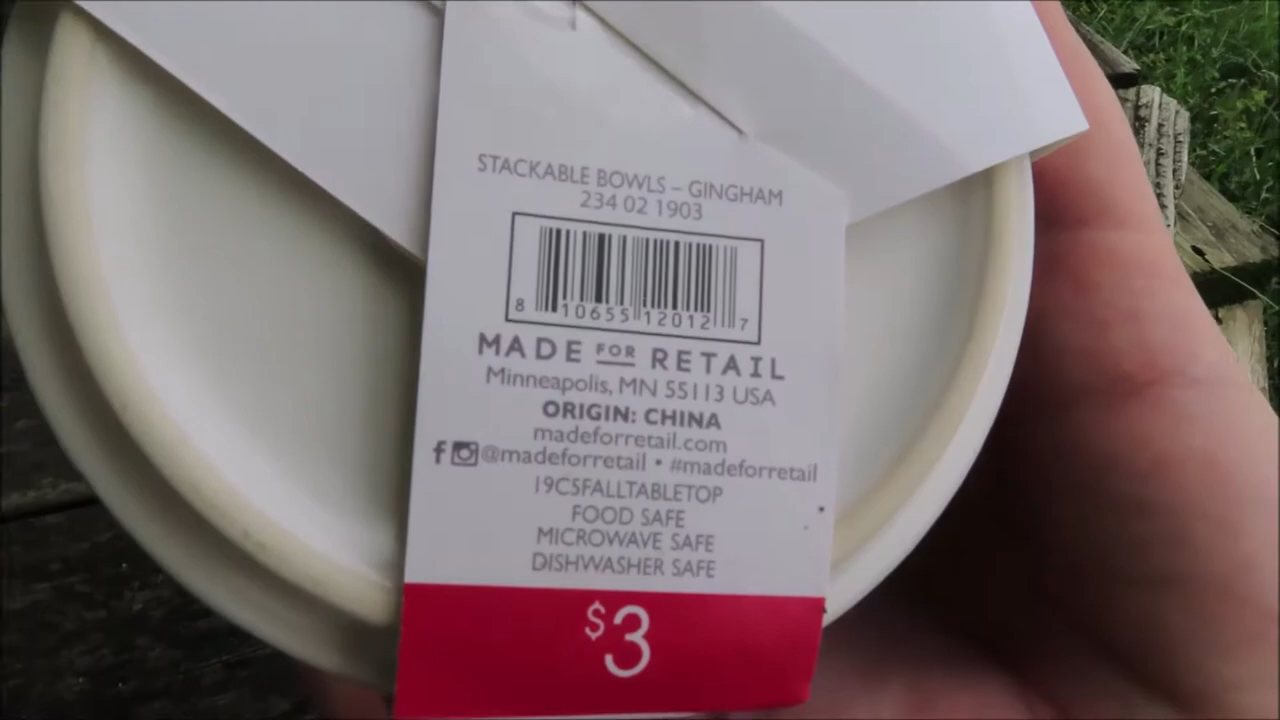 STACKABLE BOWLS – GINGHAM
234 02 1903
8 10655 12012 7
MADE FOR RETAIL
Minneapolis, MN 55113 USA
ORIGIN: CHINA
madeforretail.com
@madeforretail • #madeforretail
19CSFALLTABLETOP
FOOD SAFE
MICROWAVE SAFE
DISHWASHER SAFE
$3